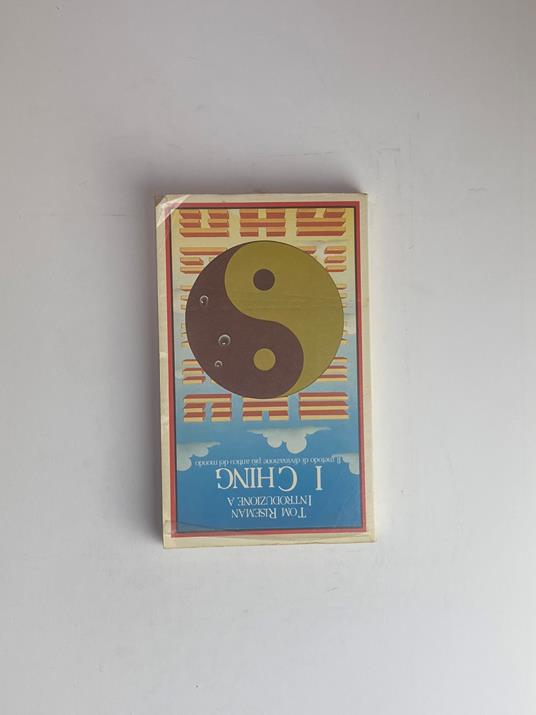 TOM RISEMAN
INTRODUZIONE A
I CHING
Il metodo di divinazione più antico del mondo